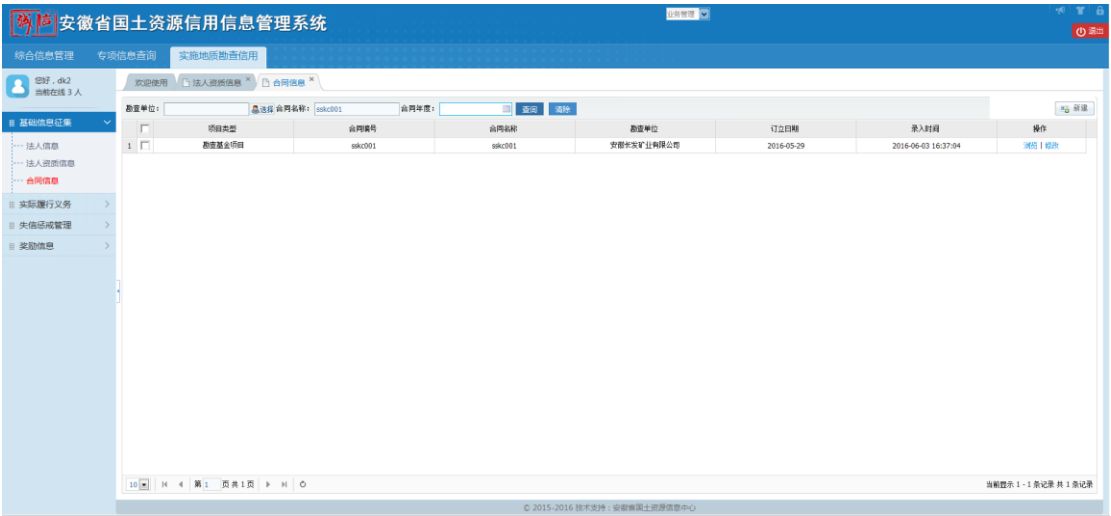 诚信 安徽省国土资源信用信息管理系统
业务管理
退出
综合信息管理 专项信息查询 实施地质勘查信用
您好，dk2
当前在线 3 人
欢迎使用 法人资质信息 × 合同信息 ×
勘查单位： 选择 合同名称： sskc001 合同年度： 查询 清除 新建
基础信息征集
法人信息
法人资质信息
合同信息
实际履行义务
失信惩戒管理
奖励信息
项目类型 合同编号 合同名称 勘查单位 订立日期 录入时间 操作
1 勘查基金项目 sskc001 sskc001 安徽长发矿业有限公司 2016-05-29 2016-06-03 16:37:04 浏览 | 修改
10 第 1 页 共 1 页 当前显示 1 - 1 条记录 共 1 条记录
© 2015-2016 技术支持：安徽省国土资源信息中心